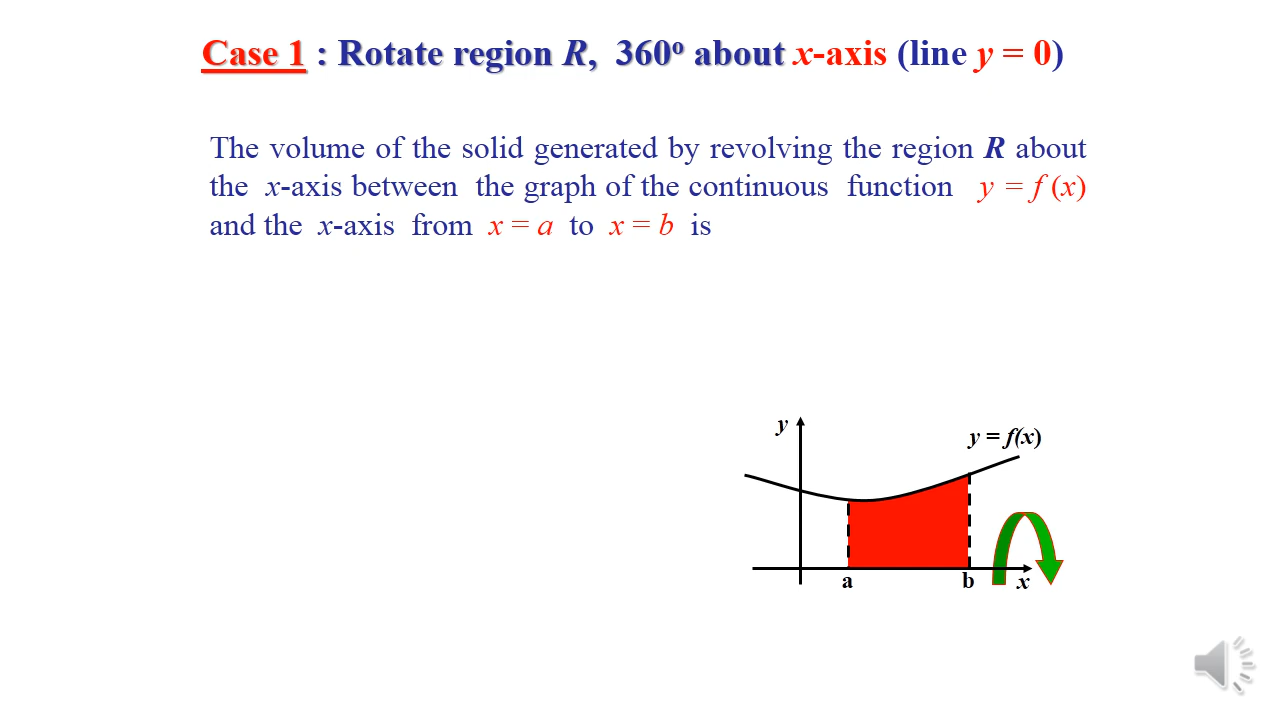 Case 1 : Rotate region R, 360º about x-axis (line y = 0)
The volume of the solid generated by revolving the region R about
the x-axis between the graph of the continuous function y = f (x)
and the x-axis from x = a to x = b is
y
y = f(x)
a
b
x